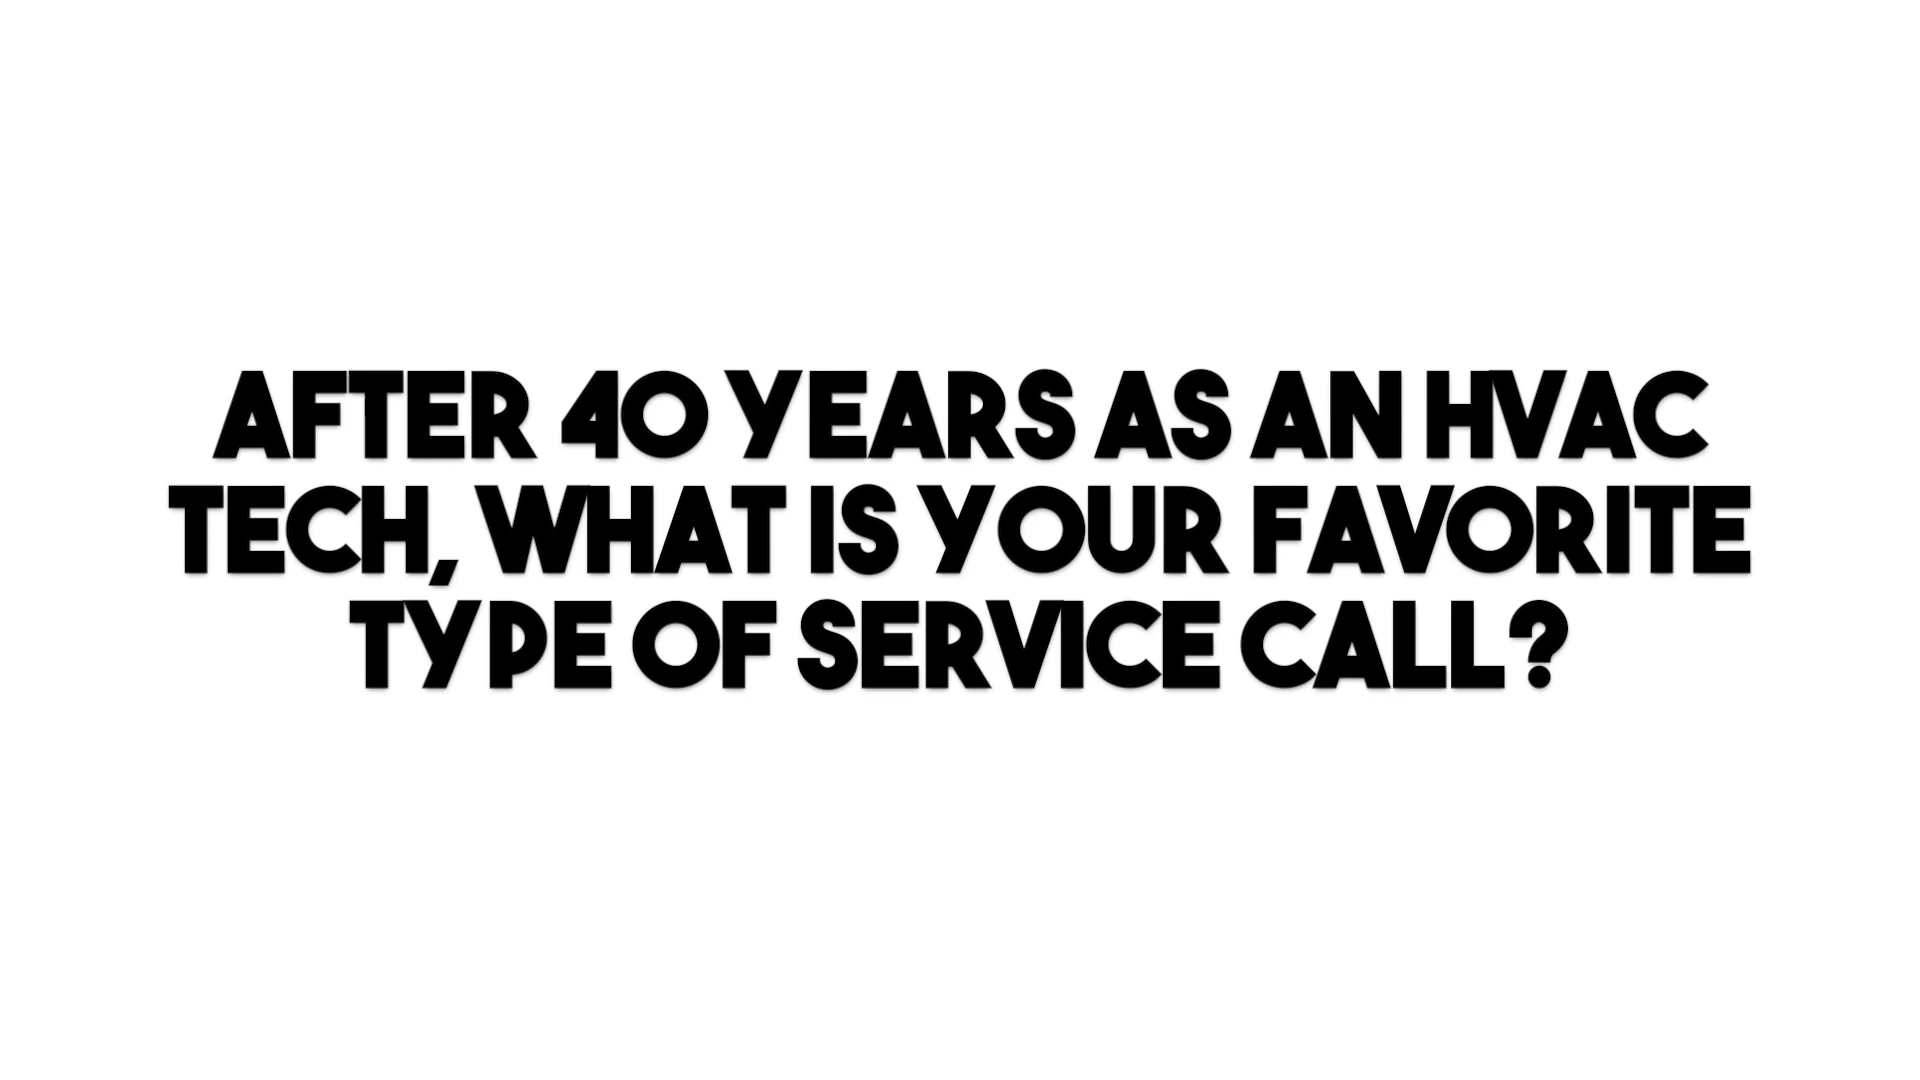 AFTER 40 YEARS AS AN HVAC
TECH, WHAT IS YOUR FAVORITE
TYPE OF SERVICE CALL?